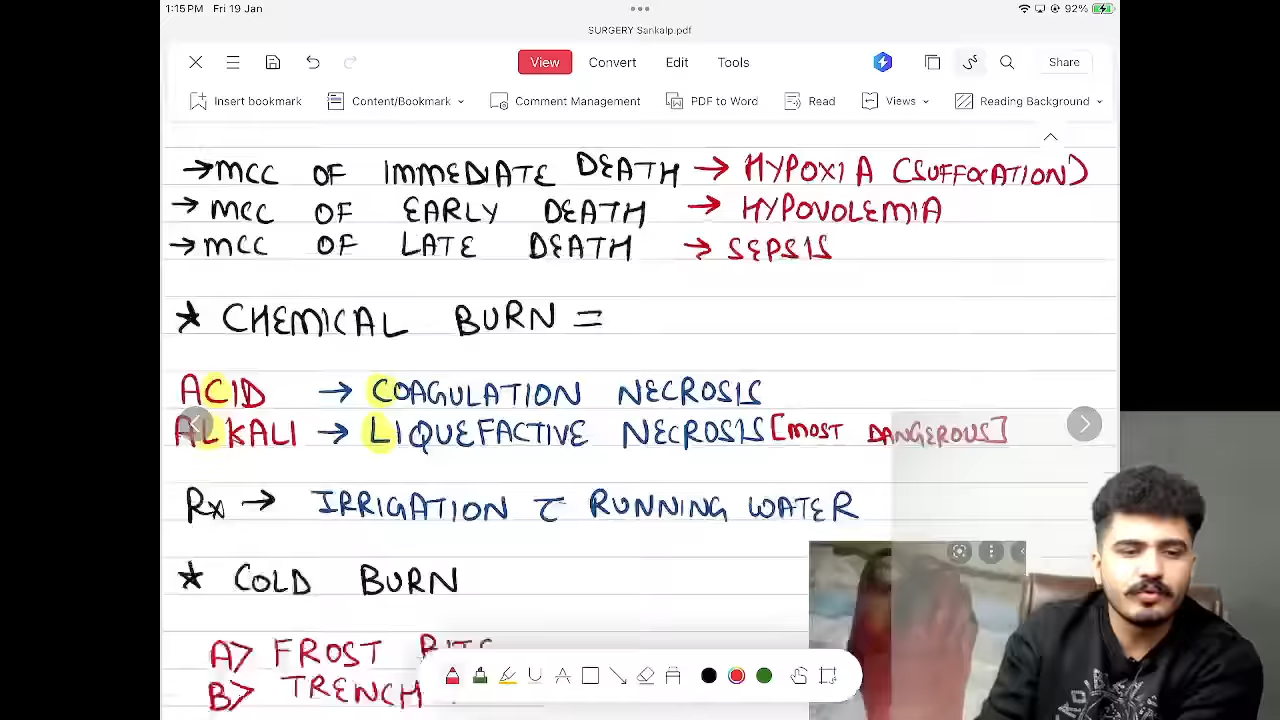 1:15 PM Fri 19 Jan
92%
SURGERY Sankalp.pdf
View Convert Edit Tools Share
Insert bookmark Content/Bookmark Comment Management PDF to Word Read Views Reading Background
→ MCC OF IMMEDIATE DEATH → HYPOXIA (SUFFOCATION)
→ MCC OF EARLY DEATH → HYPOVOLEMIA
→ MCC OF LATE DEATH → SEPSIS
* CHEMICAL BURN =
ACID → COAGULATION NECROSIS
ALKALI → LIQUEFACTIVE NECROSIS [MOST DANGEROUS]
Rx → IRRIGATION c RUNNING WATER
* COLD BURN
A> FROST BITE
B> TRENCH